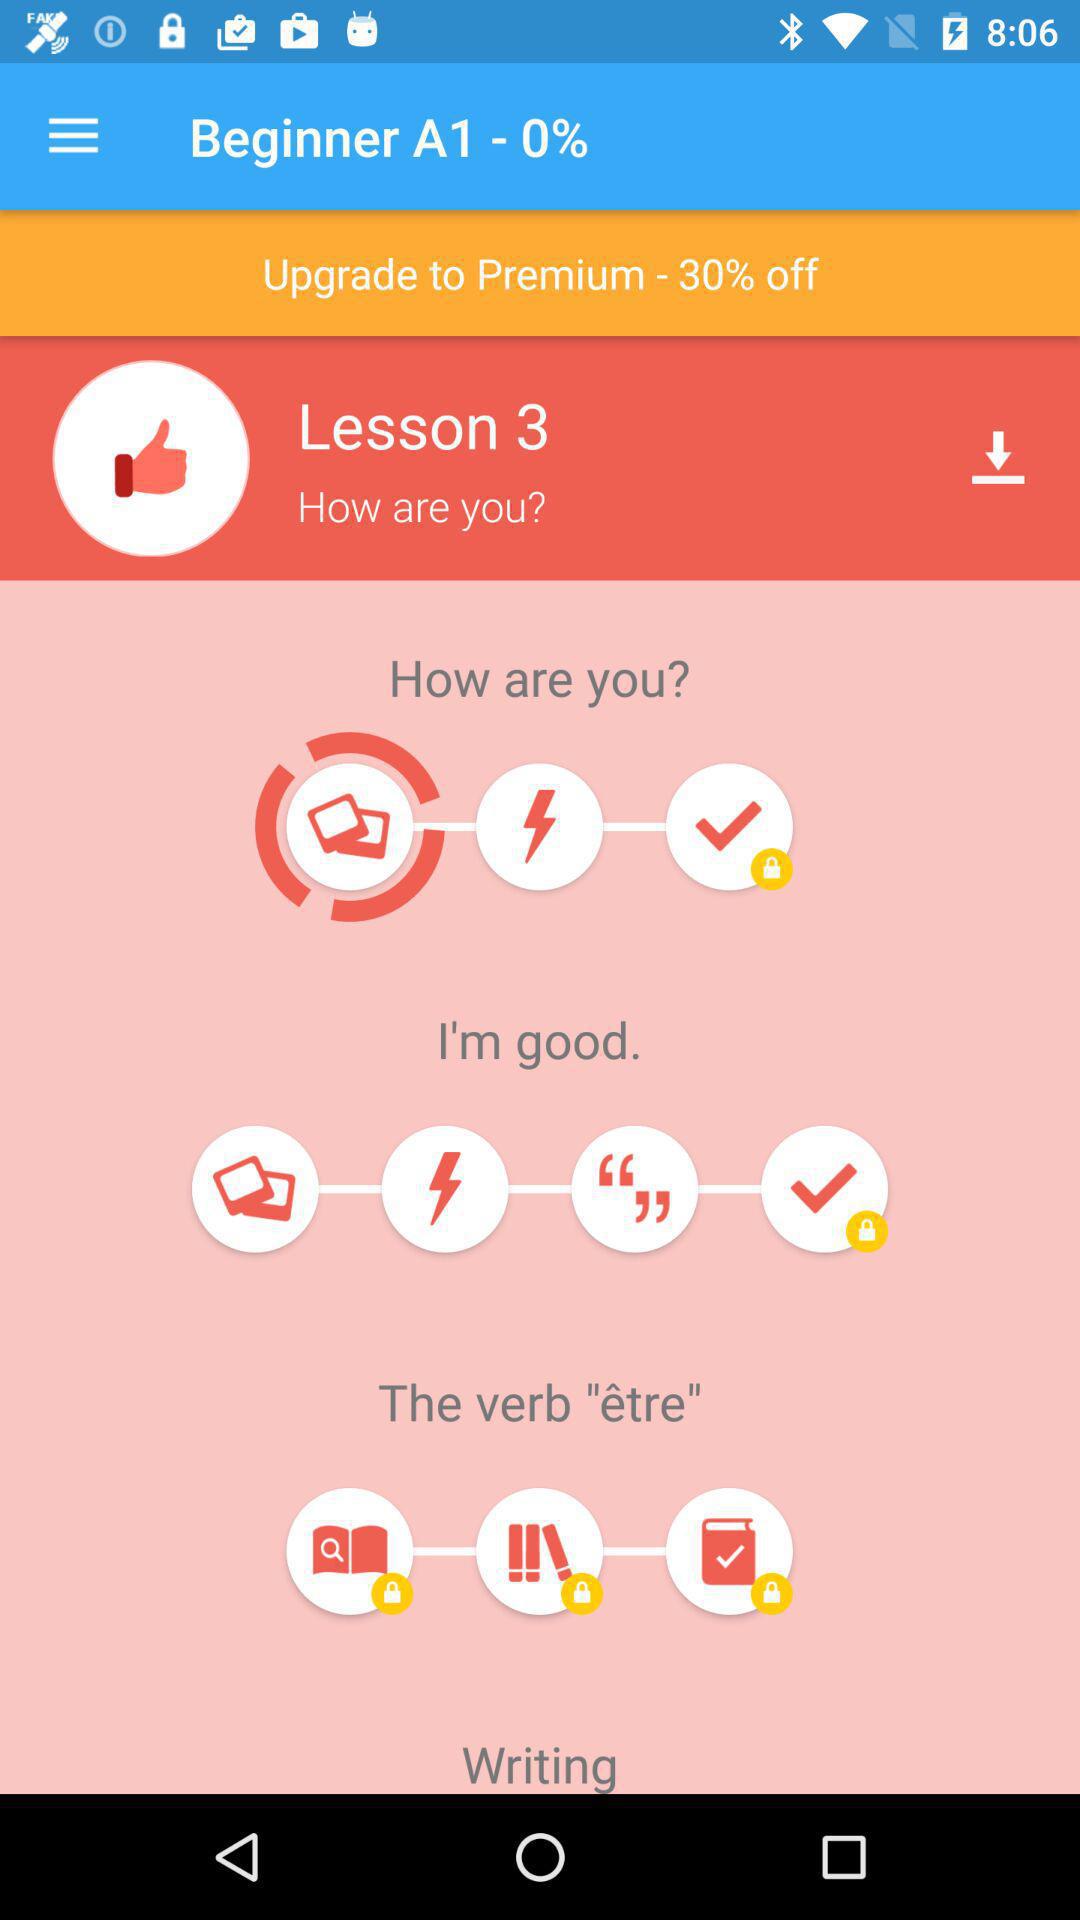 FAKE
8:06
Beginner A1 - 0%
Upgrade to Premium - 30% off
Lesson 3
How are you?
How are you?
I'm good.
The verb "être"
Writing